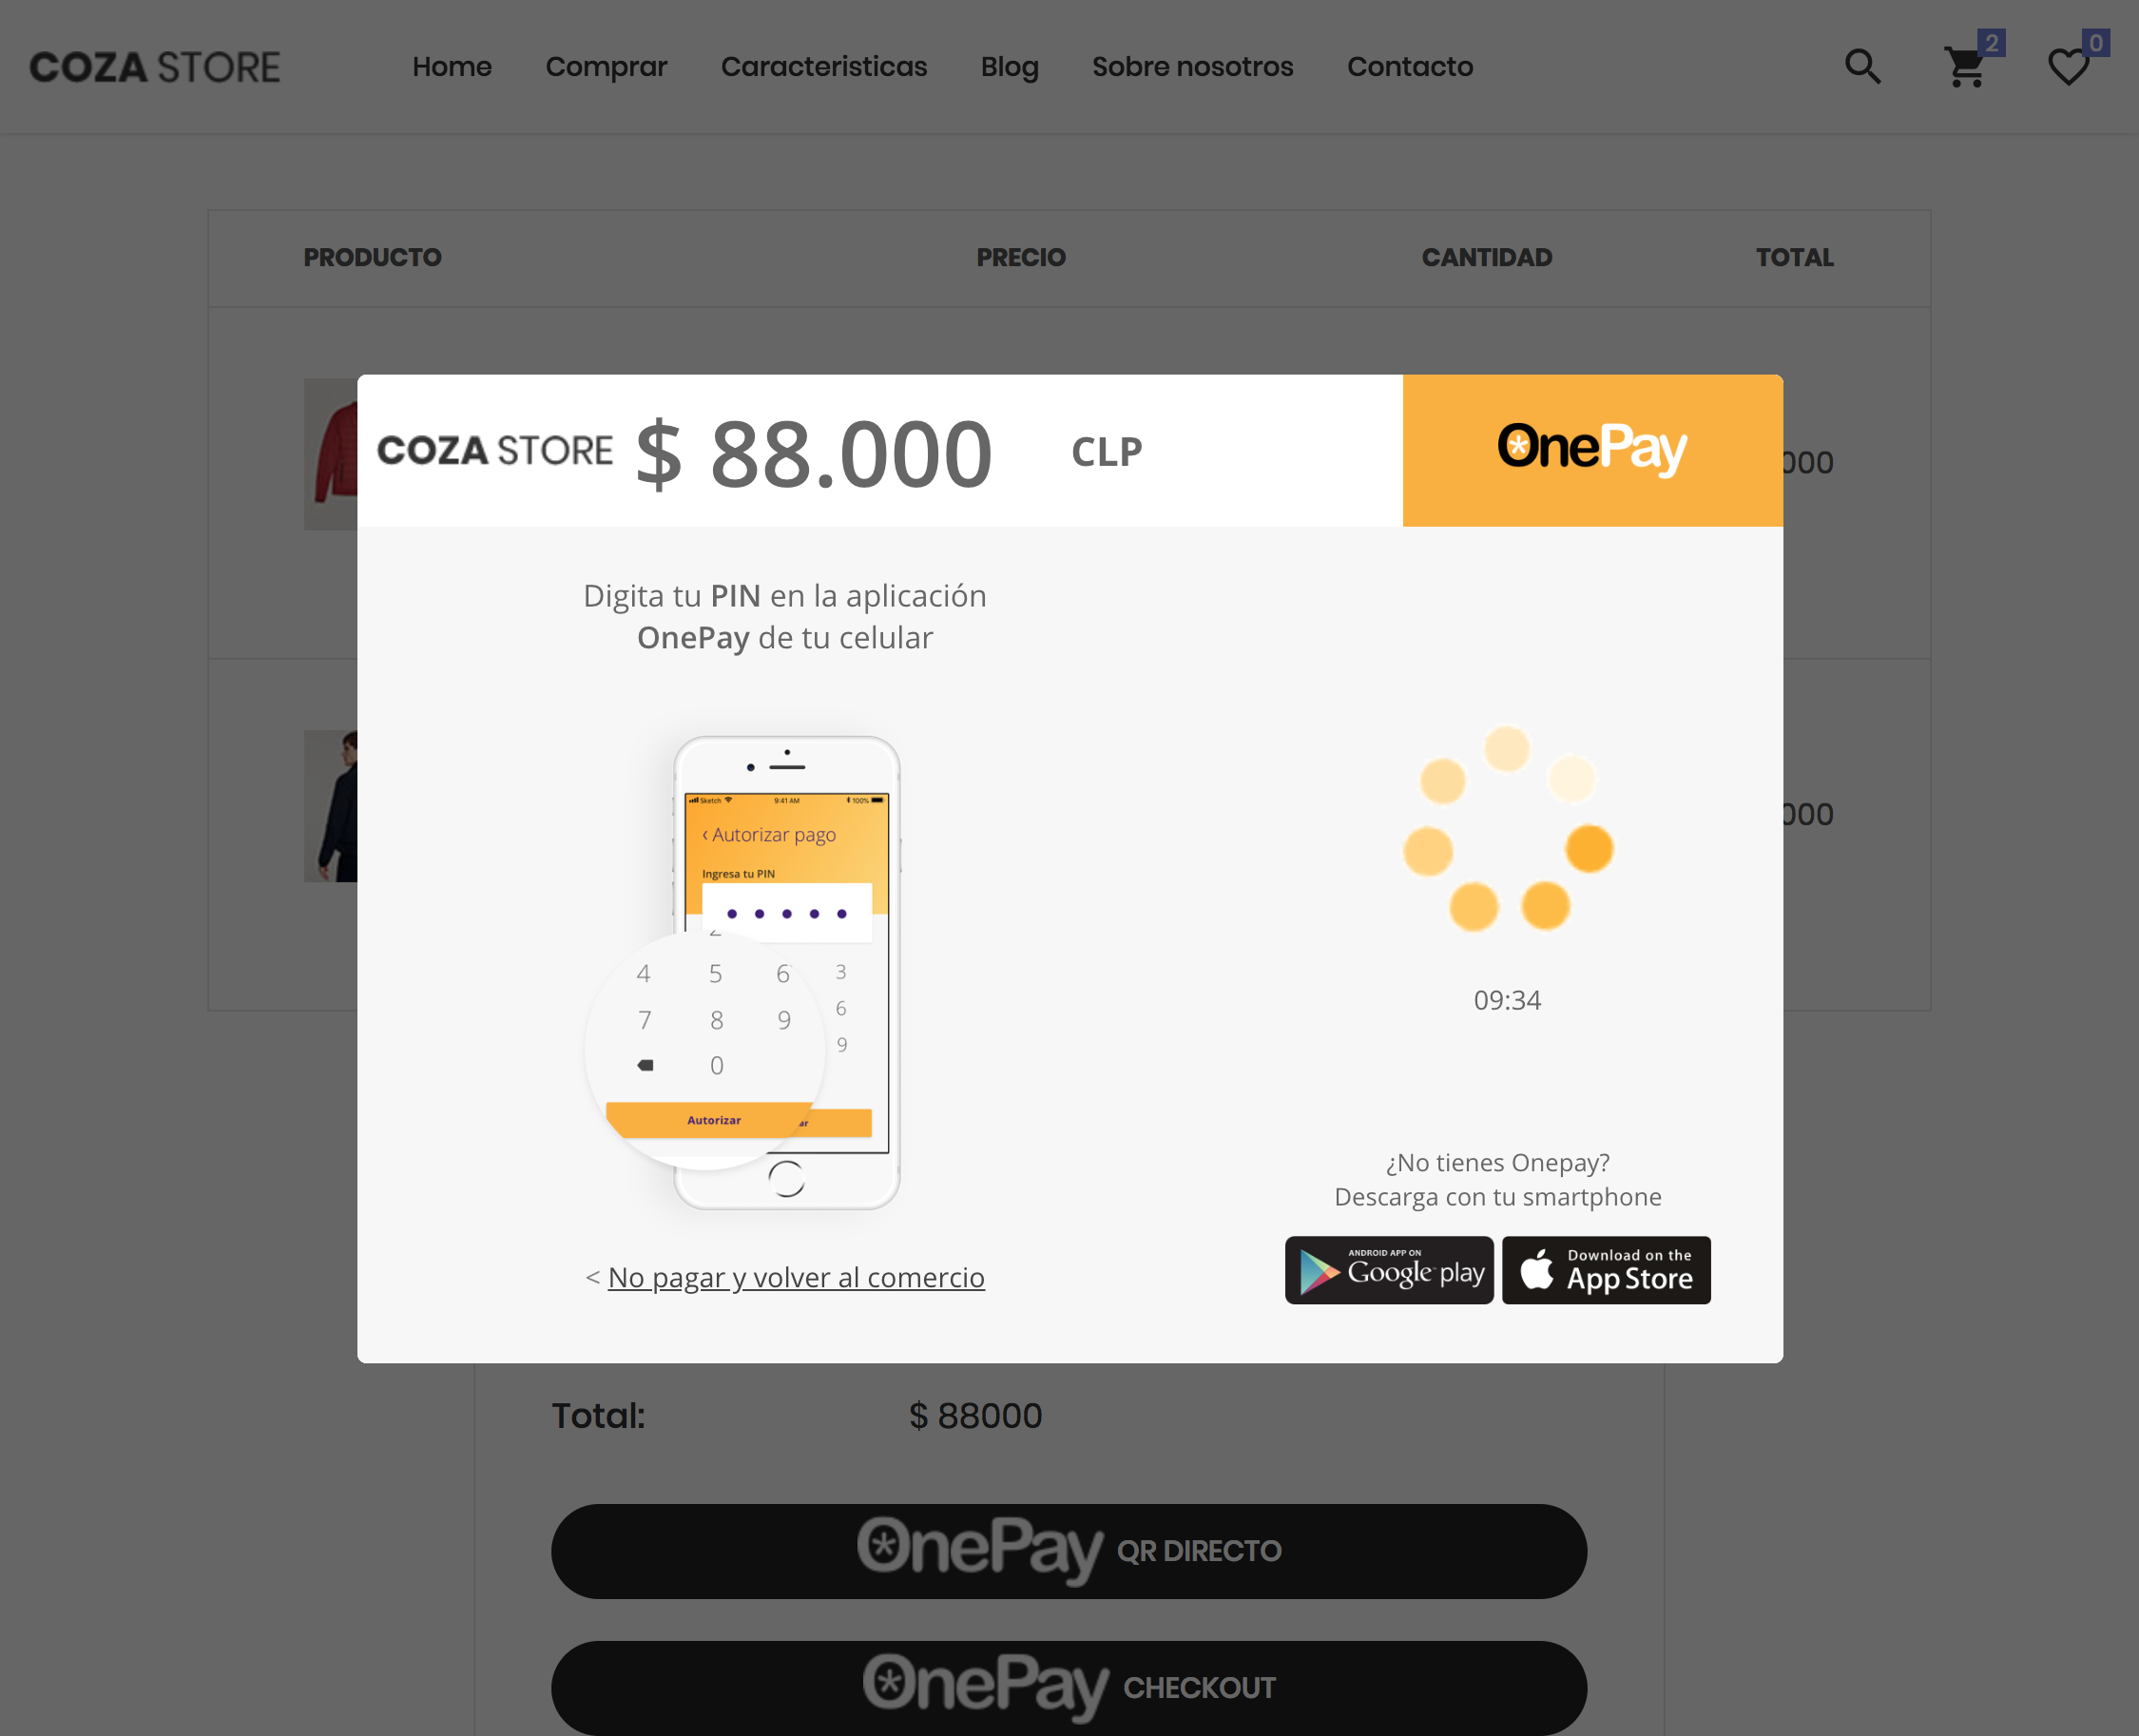 COZA STORE
Home Comprar Caracteristicas Blog Sobre nosotros Contacto
2
0
PRODUCTO PRECIO CANTIDAD TOTAL
COZA STORE $ 88.000 CLP
OnePay
000
Digita tu PIN en la aplicación
OnePay de tu celular
Sketch 9:41 AM 100%
‹ Autorizar pago
Ingresa tu PIN
000
4 5 6 3
7 8 9 6
0 9
Autorizar ar
09:34
¿No tienes Onepay?
Descarga con tu smartphone
ANDROID APP ON
Google play
Download on the
App Store
< No pagar y volver al comercio
Total: $ 88000
OnePay QR DIRECTO
OnePay CHECKOUT